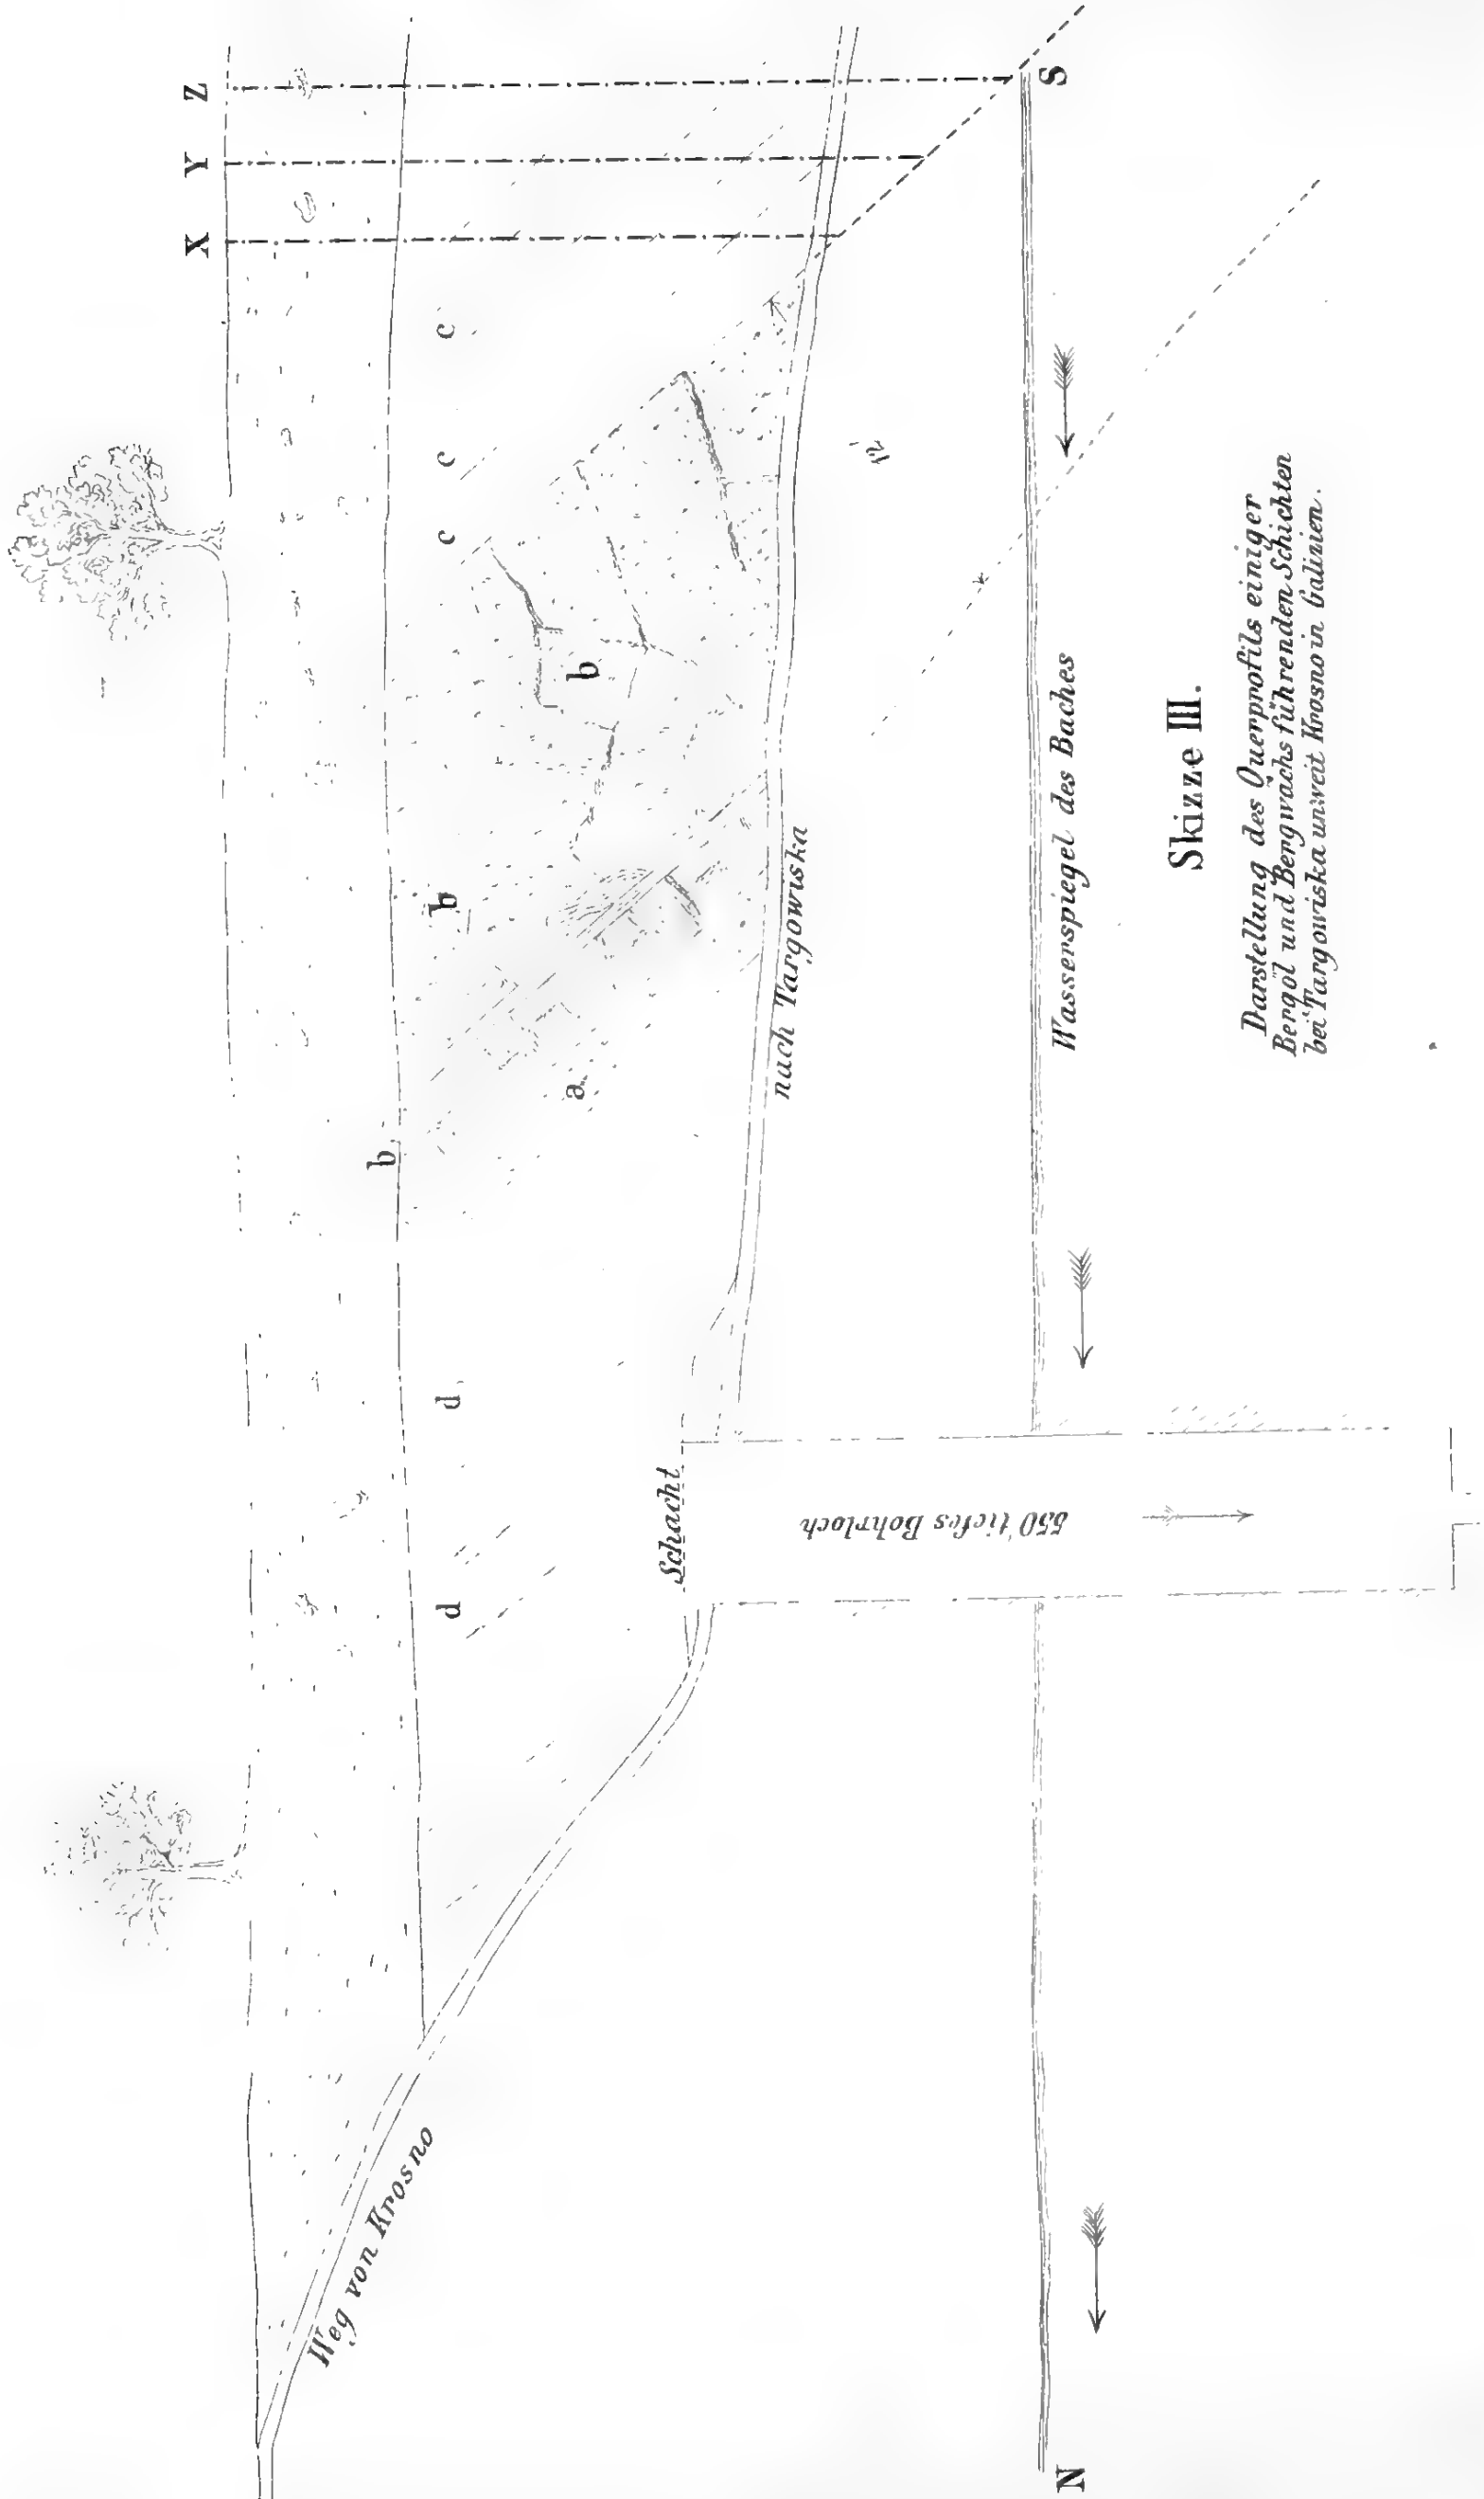 X Y Z
c c c
b
b
b
a
d d
Schacht
550' tiefes Bohrloch
Weg von Krosno
nach Targowiska
Wasserspiegel des Baches
N
S
Skizze III.
Darstellung des Querprofils einiger
Bergöl und Bergwachs führenden Schichten
bei Targowiska unweit Krosno in Galizien.